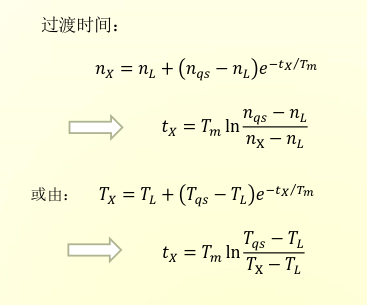 过渡时间：
n_X = n_L + (n_{qs} − n_L)e^{−t_X/T_m}
t_X = T_m ln \frac{n_{qs} − n_L}{n_X − n_L}
或由： T_X = T_L + (T_{qs} − T_L)e^{−t_X/T_m}
t_X = T_m ln \frac{T_{qs} − T_L}{T_X − T_L}